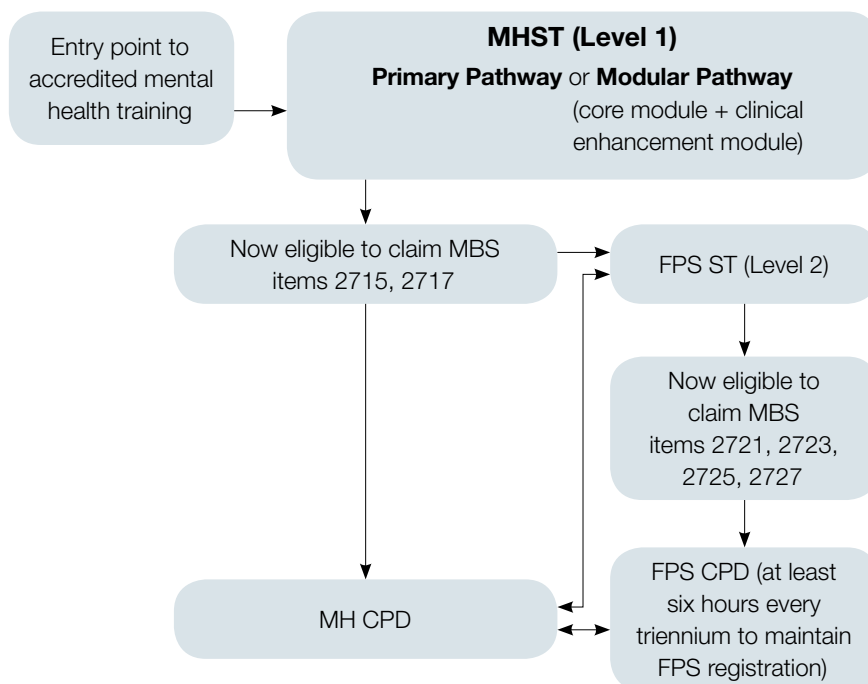 Entry point to
accredited mental
health training
MHST (Level 1)
Primary Pathway or Modular Pathway
(core module + clinical
enhancement module)
Now eligible to claim MBS
items 2715, 2717
FPS ST (Level 2)
Now eligible to
claim MBS
items 2721, 2723,
2725, 2727
MH CPD
FPS CPD (at least
six hours every
triennium to maintain
FPS registration)